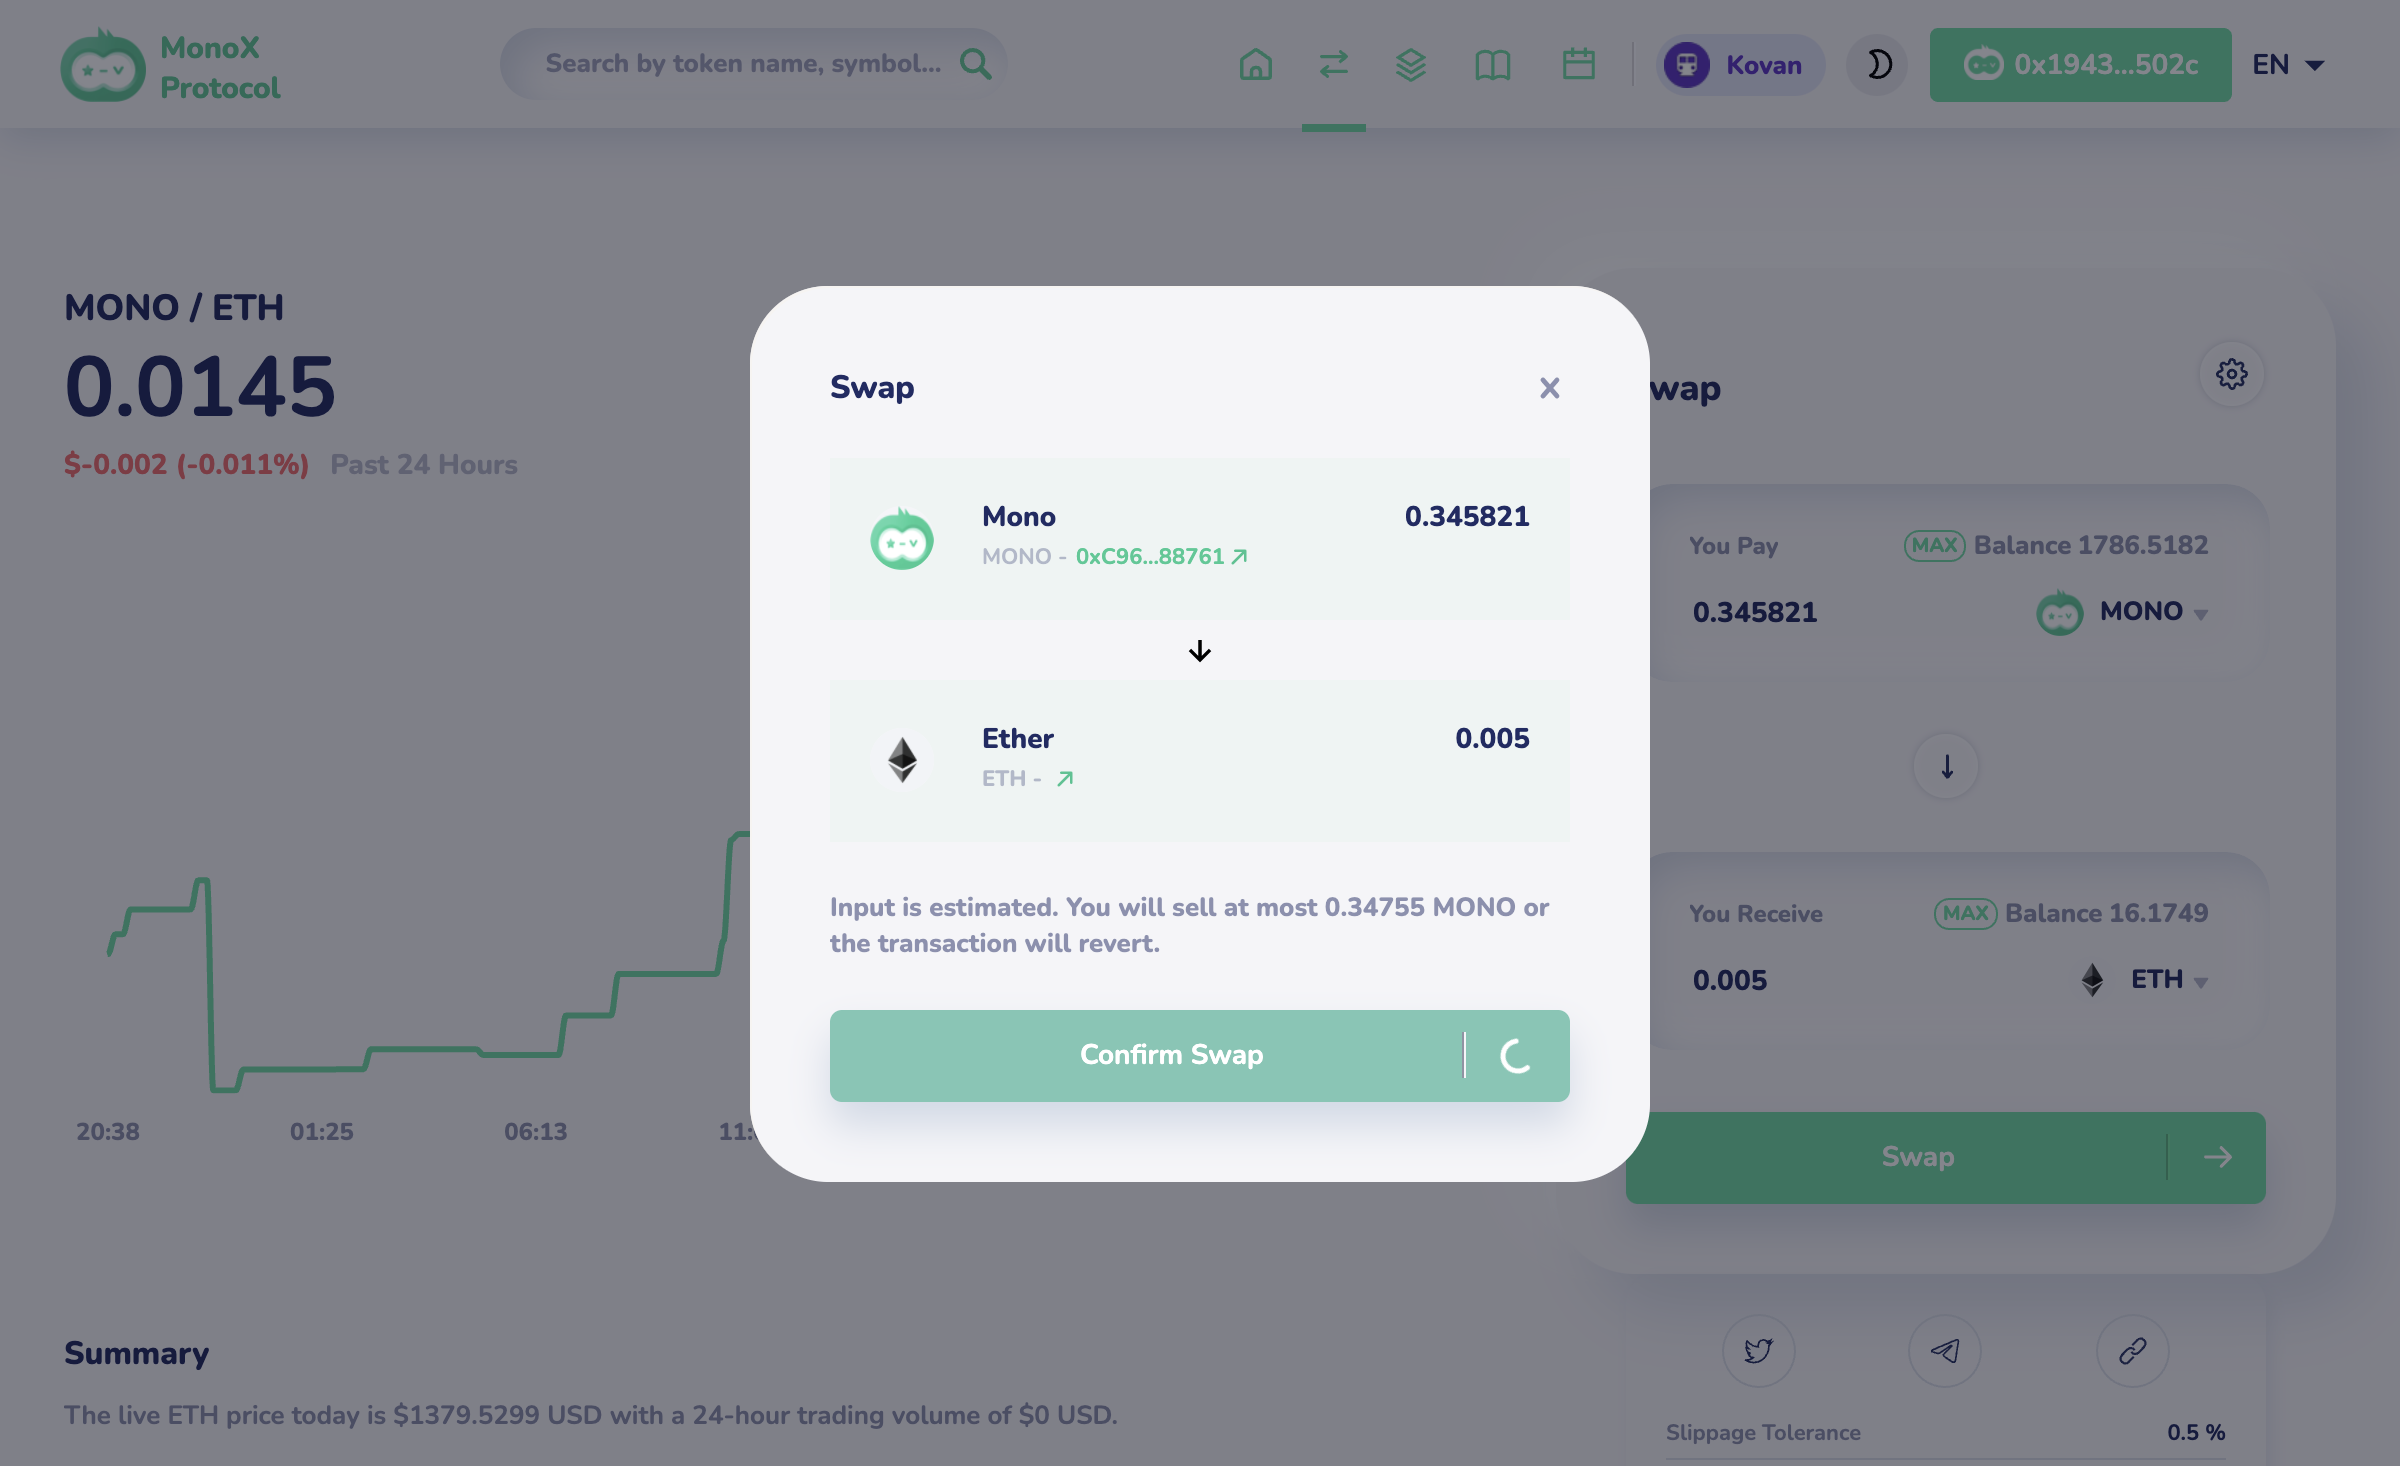 MonoX
Protocol
Search by token name, symbol...
Kovan
0x1943...502c
EN
MONO / ETH
0.0145
$-0.002 (-0.011%) Past 24 Hours
20:38
01:25
06:13
11:
Swap
X
Mono
0.345821
MONO - 0xC96...88761
Ether
0.005
ETH -
Input is estimated. You will sell at most 0.34755 MONO or
the transaction will revert.
Confirm Swap
wap
You Pay
MAX Balance 1786.5182
0.345821
MONO
You Receive
MAX Balance 16.1749
0.005
ETH
Swap
Summary
The live ETH price today is $1379.5299 USD with a 24-hour trading volume of $0 USD.
Slippage Tolerance
0.5 %